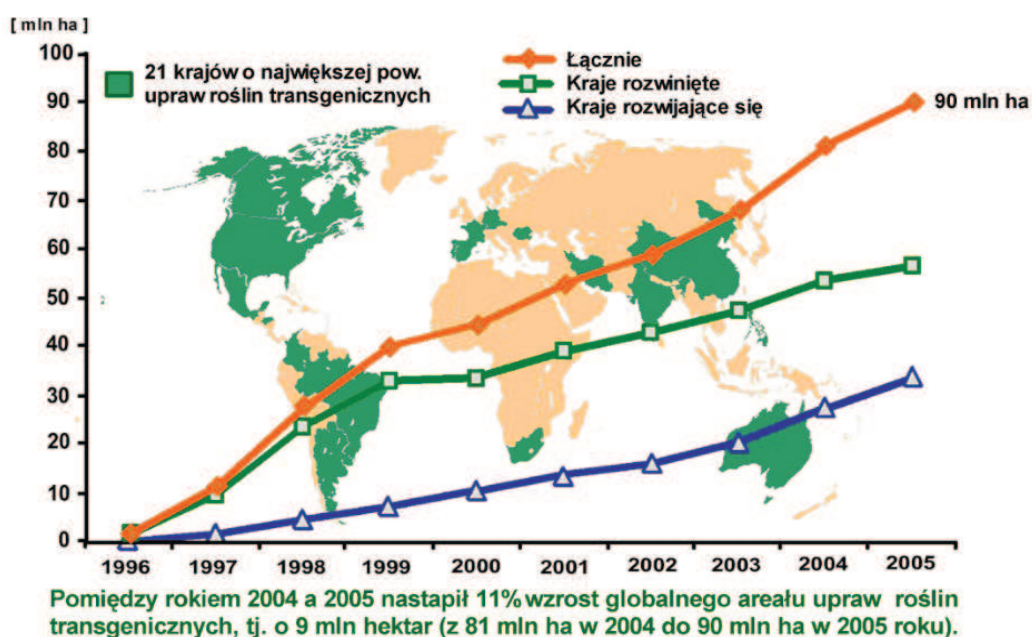 [ mln ha ]
100
90
80
70
60
50
40
30
20
10
0
21 krajów o największej pow.
upraw roślin transgenicznych
Łącznie
Kraje rozwinięte
Kraje rozwijające się
90 mln ha
1996 1997 1998 1999 2000 2001 2002 2003 2004 2005
Pomiędzy rokiem 2004 a 2005 nastapił 11% wzrost globalnego areału upraw roślin
transgenicznych, tj. o 9 mln hektar (z 81 mln ha w 2004 do 90 mln ha w 2005 roku).